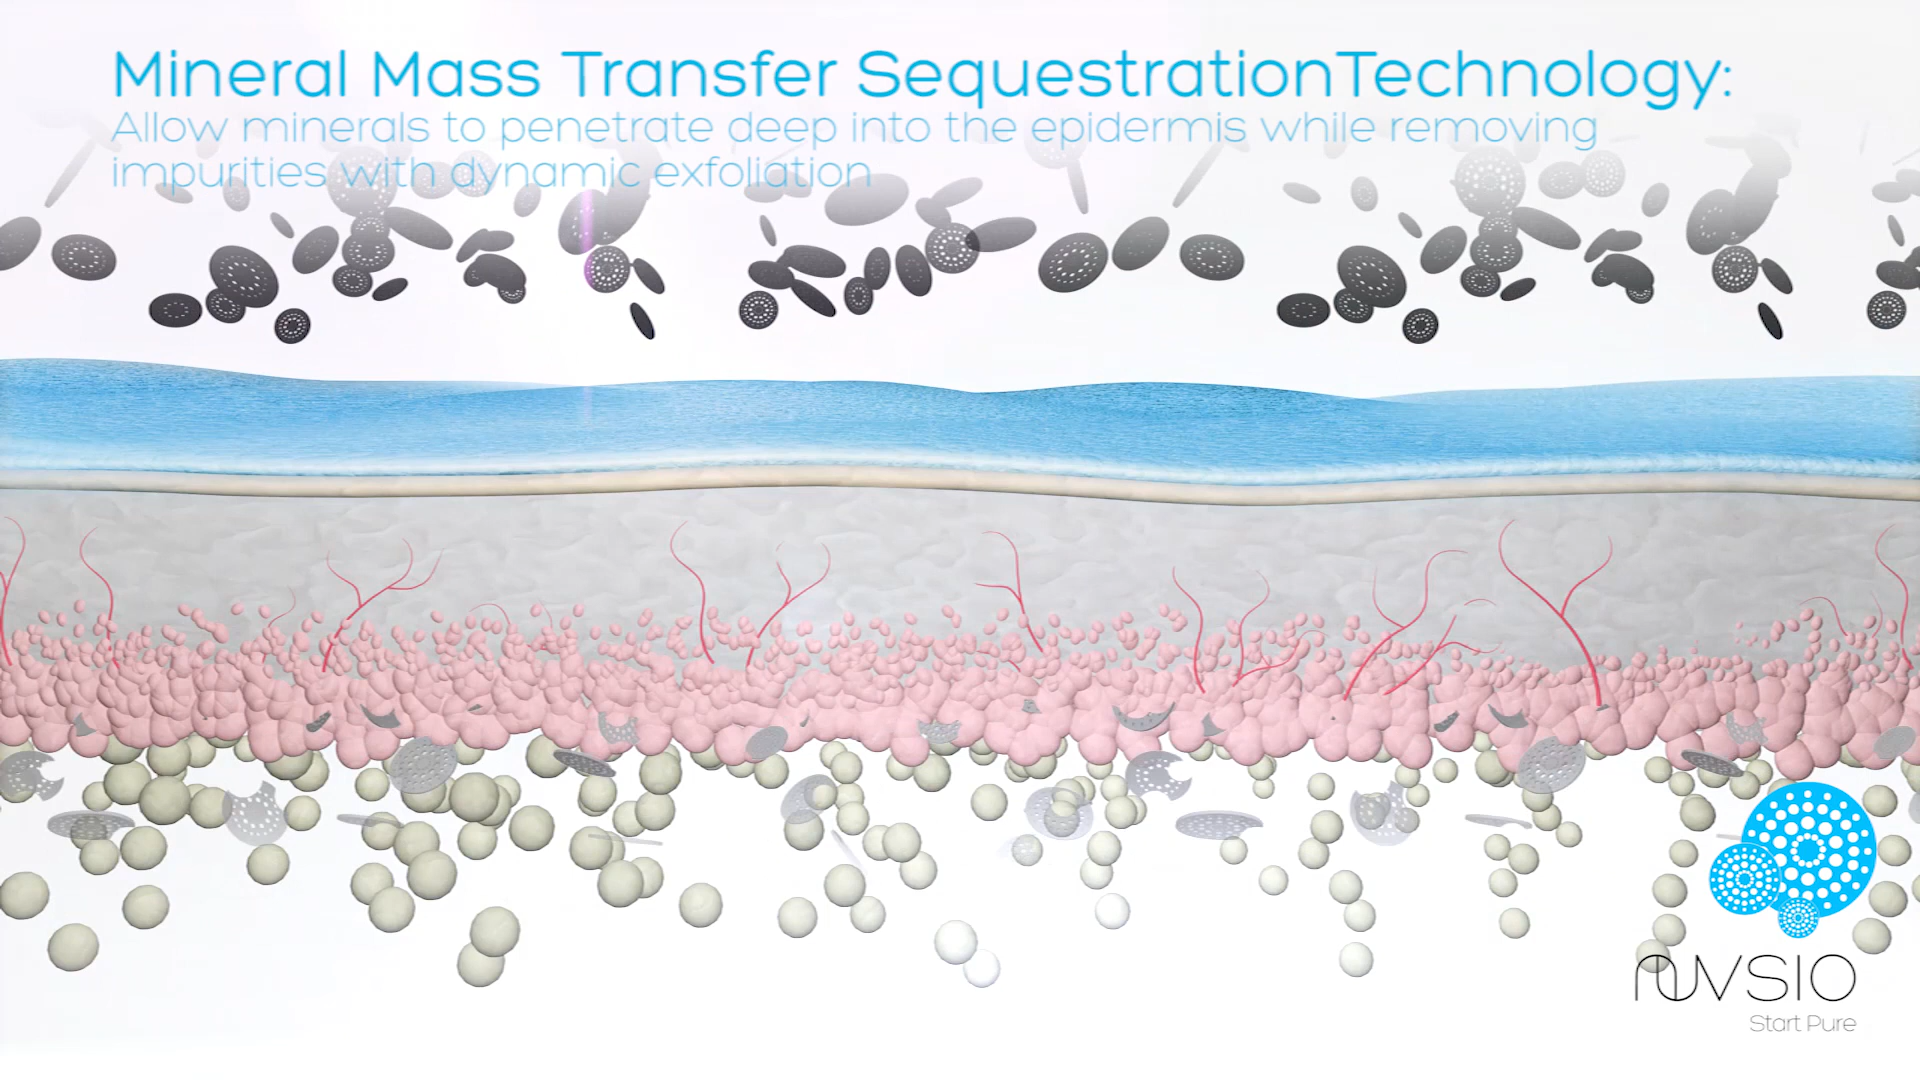 Mineral Mass Transfer SequestrationTechnology:
Allow minerals to penetrate deep into the epidermis while removing
impurities with dynamic exfoliation
NUVSIO
Start Pure